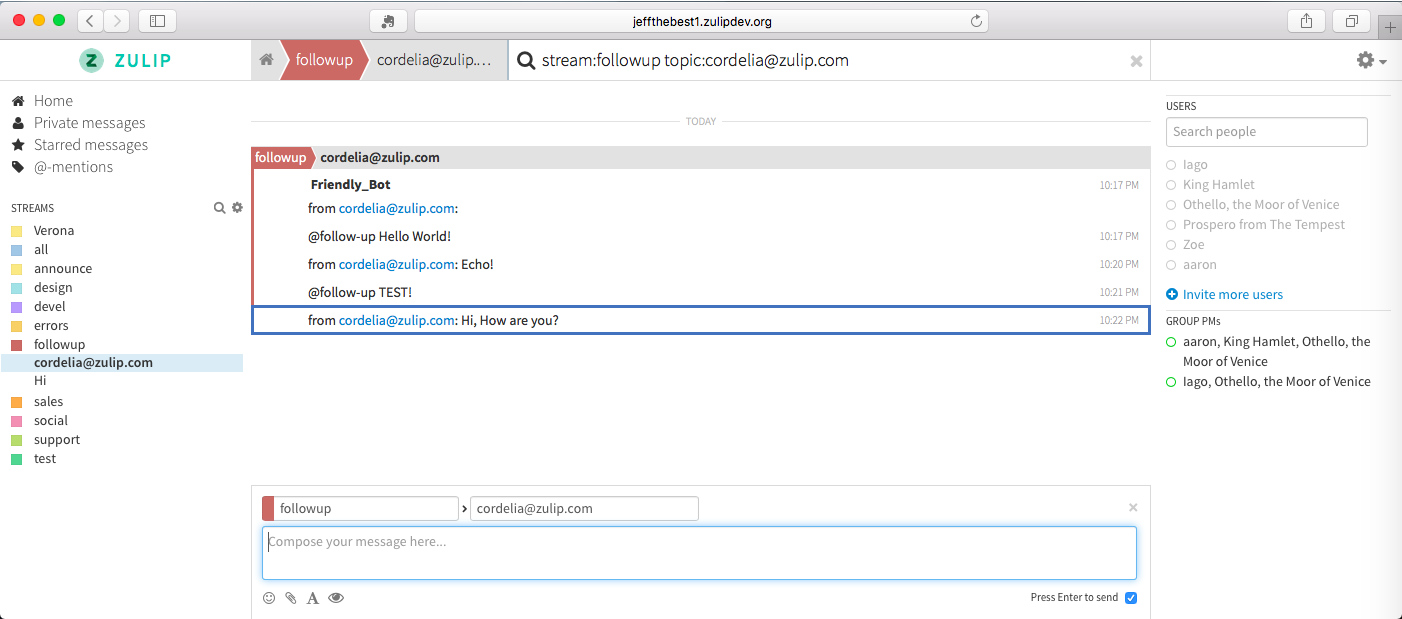 jeffthebest1.zulipdev.org
ZULIP
followup
cordelia@zulip....
stream:followup topic:cordelia@zulip.com
Home
Private messages
Starred messages
@-mentions
STREAMS
Verona
all
announce
design
devel
errors
followup
cordelia@zulip.com
Hi
sales
social
support
test
TODAY
followup cordelia@zulip.com
Friendly_Bot 10:17 PM
from cordelia@zulip.com:
@follow-up Hello World! 10:17 PM
from cordelia@zulip.com: Echo! 10:20 PM
@follow-up TEST! 10:21 PM
from cordelia@zulip.com: Hi, How are you? 10:22 PM
followup › cordelia@zulip.com
Compose your message here...
Press Enter to send
USERS
Search people
Iago
King Hamlet
Othello, the Moor of Venice
Prospero from The Tempest
Zoe
aaron
Invite more users
GROUP PMs
aaron, King Hamlet, Othello, the
Moor of Venice
Iago, Othello, the Moor of Venice